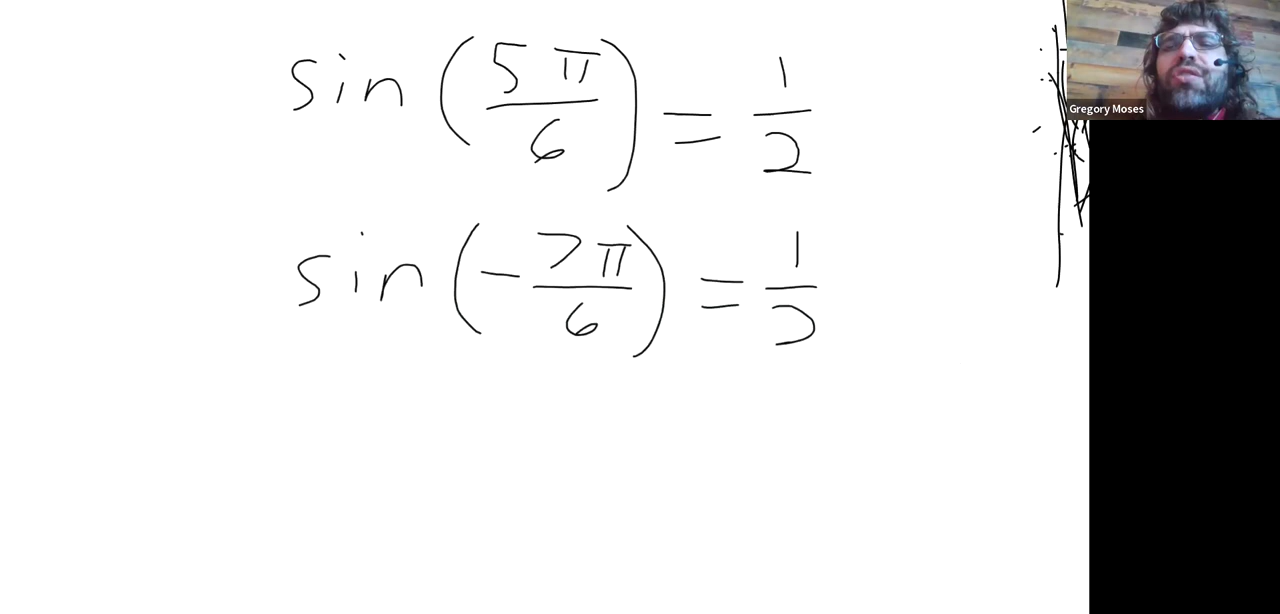 sin(5π/6) = 1/2
sin(-7π/6) = 1/2
Gregory Moses